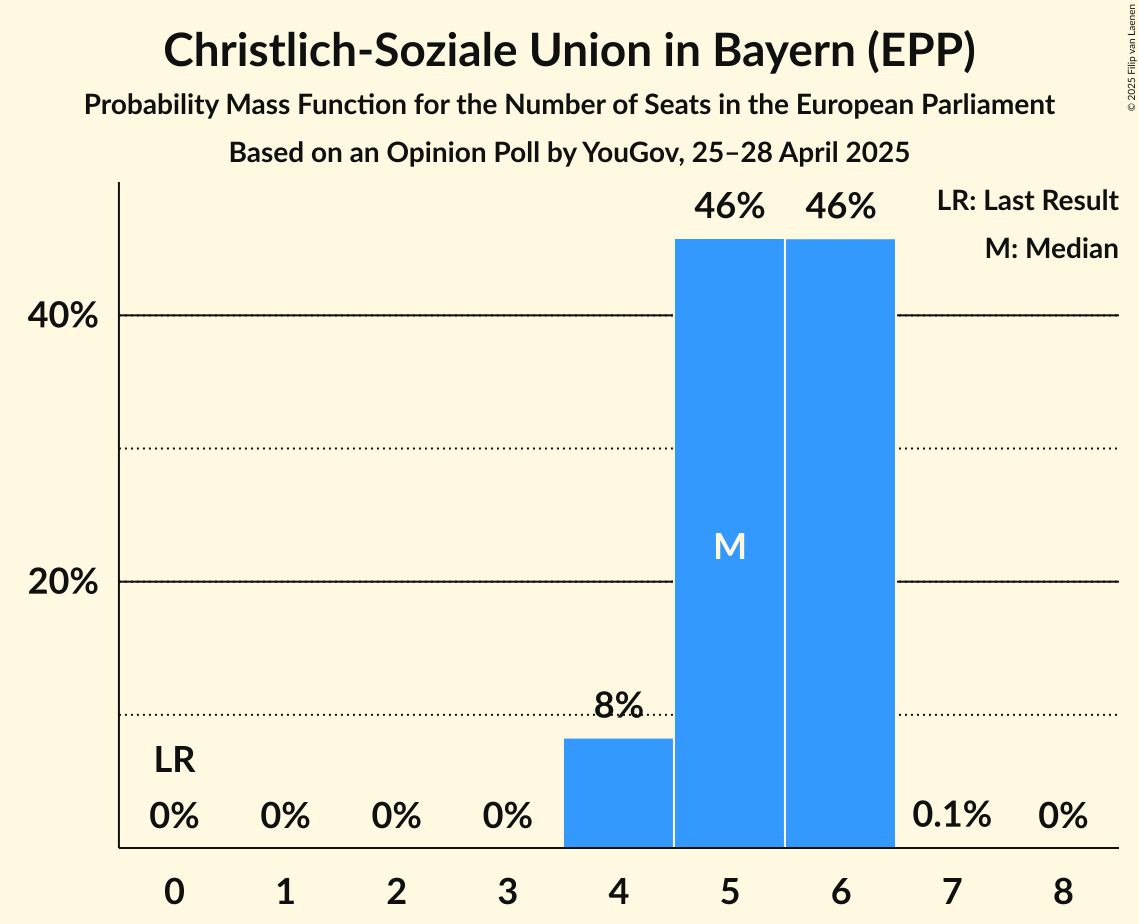 Christlich-Soziale Union in Bayern (EPP)
Probability Mass Function for the Number of Seats in the European Parliament
Based on an Opinion Poll by YouGov, 25–28 April 2025
© 2025 Filip van Laenen
LR: Last Result
M: Median
46% 46%
40%
M
20%
8%
LR
0% 0% 0% 0% 0.1% 0%
0 1 2 3 4 5 6 7 8